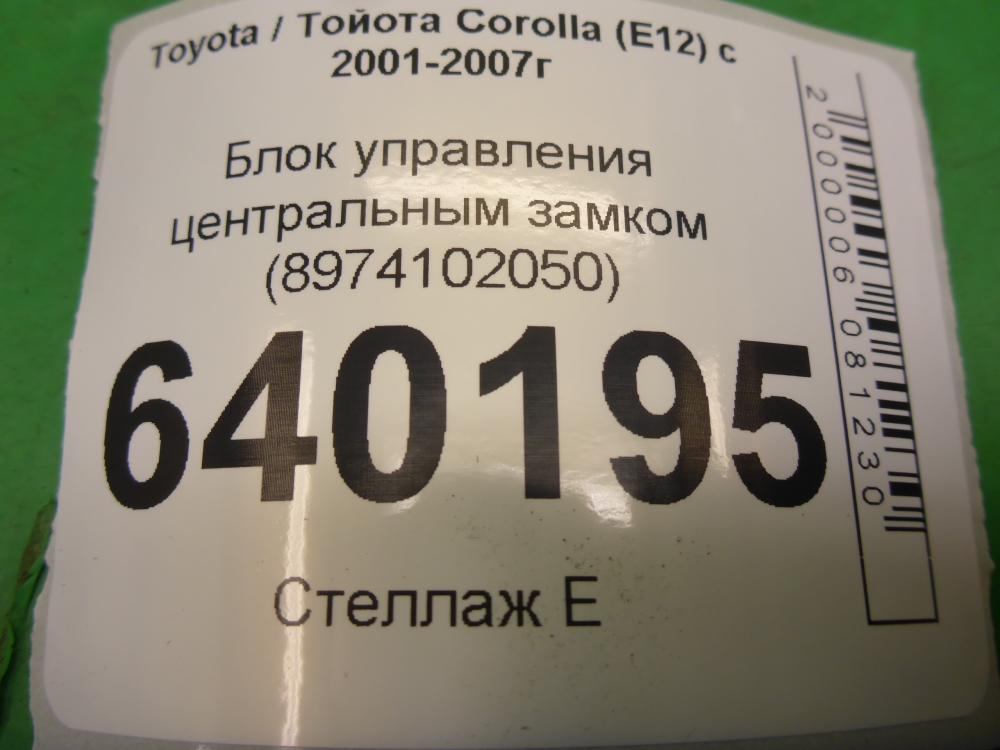 Toyota / Тойота Corolla (E12) с
2001-2007г
Блок управления
центральным замком
(8974102050)
640195
Стеллаж Е
2000006081230